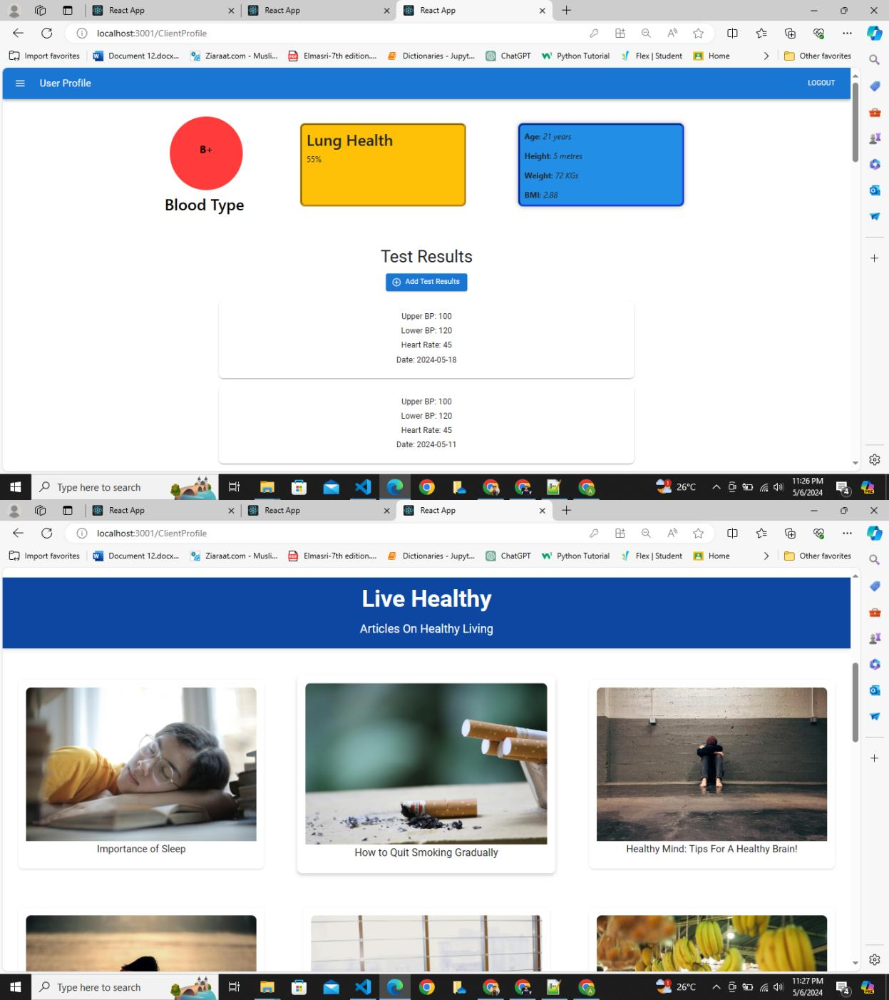 React App
React App
React App
localhost:3001/ClientProfile
Import favorites
Document 12.docx...
Ziaraat.com - Musli...
Elmasri-7th edition....
Dictionaries - Jupyt...
ChatGPT
Python Tutorial
Flex | Student
Home
Other favorites
User Profile
LOGOUT
B+
Blood Type
Lung Health
55%
Age: 21 years
Height: 5 metres
Weight: 72 KGs
BMI: 2.88
Test Results
Add Test Results
Upper BP: 100
Lower BP: 120
Heart Rate: 45
Date: 2024-05-18
Upper BP: 100
Lower BP: 120
Heart Rate: 45
Date: 2024-05-11
Type here to search
26°C
11:26 PM
5/6/2024
4
React App
React App
React App
localhost:3001/ClientProfile
Import favorites
Document 12.docx...
Ziaraat.com - Musli...
Elmasri-7th edition....
Dictionaries - Jupyt...
ChatGPT
Python Tutorial
Flex | Student
Home
Other favorites
Live Healthy
Articles On Healthy Living
Importance of Sleep
How to Quit Smoking Gradually
Healthy Mind: Tips For A Healthy Brain!
Type here to search
26°C
11:27 PM
5/6/2024
4